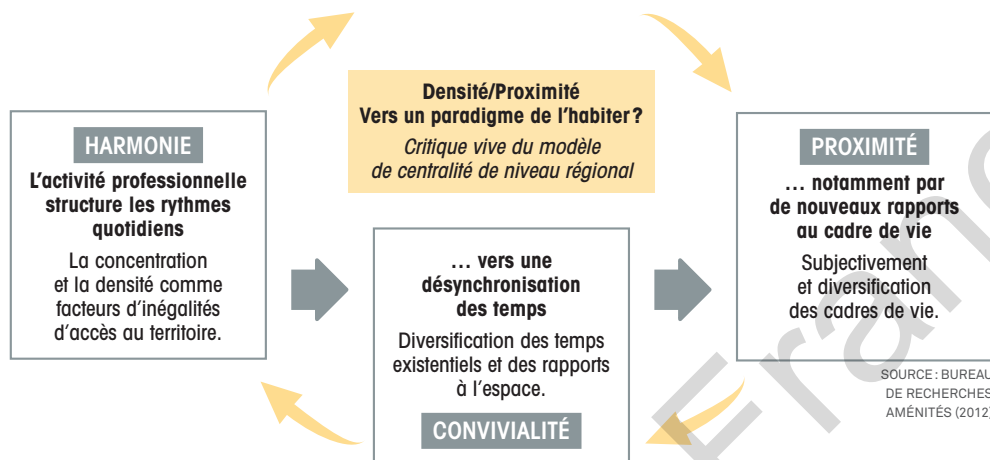 Densité/Proximité
Vers un paradigme de l'habiter ?
Critique vive du modèle
de centralité de niveau régional
HARMONIE
L'activité professionnelle
structure les rythmes
quotidiens
La concentration
et la densité comme
facteurs d'inégalités
d'accès au territoire.
... vers une
désynchronisation
des temps
Diversification des temps
existentiels et des rapports
à l'espace.
CONVIVIALITÉ
PROXIMITÉ
... notamment par
de nouveaux rapports
au cadre de vie
Subjectivement
et diversification
des cadres de vie.
SOURCE : BUREAU
DE RECHERCHES
AMÉNITÉS (2012)
Fran